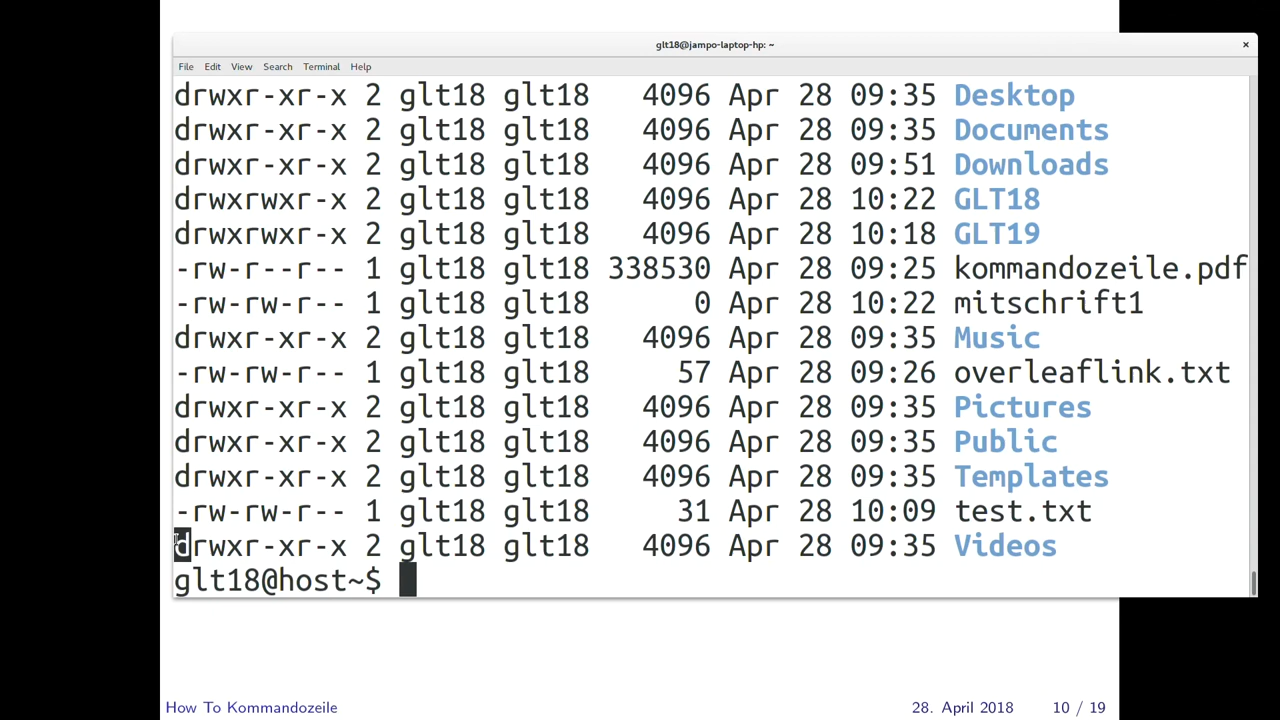 glt18@jampo-laptop-hp: ~ ×
File Edit View Search Terminal Help
drwxr-xr-x 2 glt18 glt18   4096 Apr 28 09:35 Desktop
drwxr-xr-x 2 glt18 glt18   4096 Apr 28 09:35 Documents
drwxr-xr-x 2 glt18 glt18   4096 Apr 28 09:51 Downloads
drwxrwxr-x 2 glt18 glt18   4096 Apr 28 10:22 GLT18
drwxrwxr-x 2 glt18 glt18   4096 Apr 28 10:18 GLT19
-rw-r--r-- 1 glt18 glt18 338530 Apr 28 09:25 kommandozeile.pdf
-rw-rw-r-- 1 glt18 glt18      0 Apr 28 10:22 mitschrift1
drwxr-xr-x 2 glt18 glt18   4096 Apr 28 09:35 Music
-rw-rw-r-- 1 glt18 glt18     57 Apr 28 09:26 overleaflink.txt
drwxr-xr-x 2 glt18 glt18   4096 Apr 28 09:35 Pictures
drwxr-xr-x 2 glt18 glt18   4096 Apr 28 09:35 Public
drwxr-xr-x 2 glt18 glt18   4096 Apr 28 09:35 Templates
-rw-rw-r-- 1 glt18 glt18     31 Apr 28 10:09 test.txt
drwxr-xr-x 2 glt18 glt18   4096 Apr 28 09:35 Videos
glt18@host~$
How To Kommandozeile 28. April 2018 10 / 19